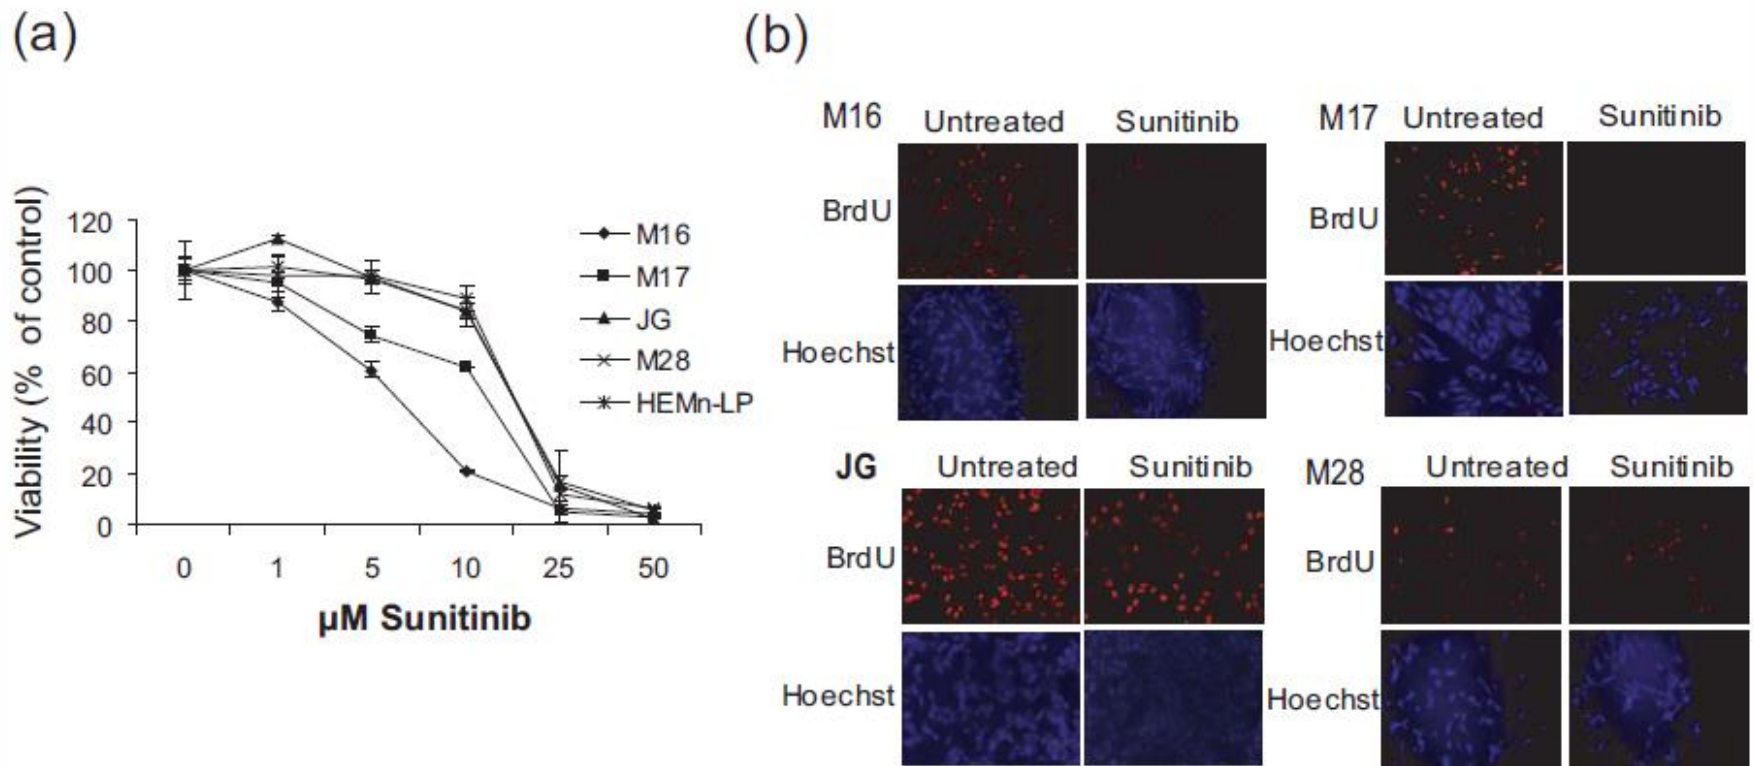 (a)
Viability (% of control)
120
100
80
60
40
20
0
0 1 5 10 25 50
µM Sunitinib
M16
M17
JG
M28
HEMn-LP
(b)
M16 Untreated Sunitinib
BrdU
Hoechst
M17 Untreated Sunitinib
BrdU
Hoechst
JG Untreated Sunitinib
BrdU
Hoechst
M28 Untreated Sunitinib
BrdU
Hoechst